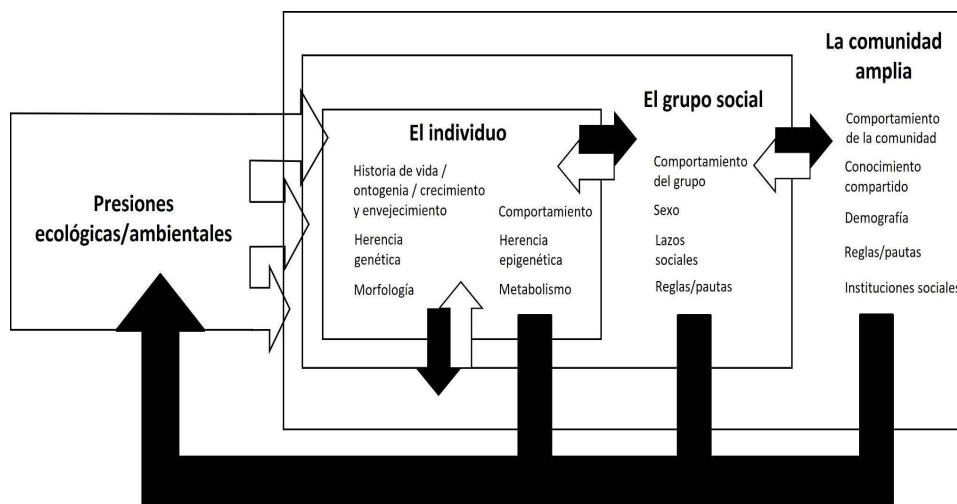 Presiones
ecológicas/ambientales
El individuo
Historia de vida /
ontogenia / crecimiento
y envejecimiento
Herencia
genética
Morfología
Comportamiento
Herencia
epigenética
Metabolismo
El grupo social
Comportamiento
del grupo
Sexo
Lazos
sociales
Reglas/pautas
La comunidad
amplia
Comportamiento
de la comunidad
Conocimiento
compartido
Demografía
Reglas/pautas
Instituciones sociales